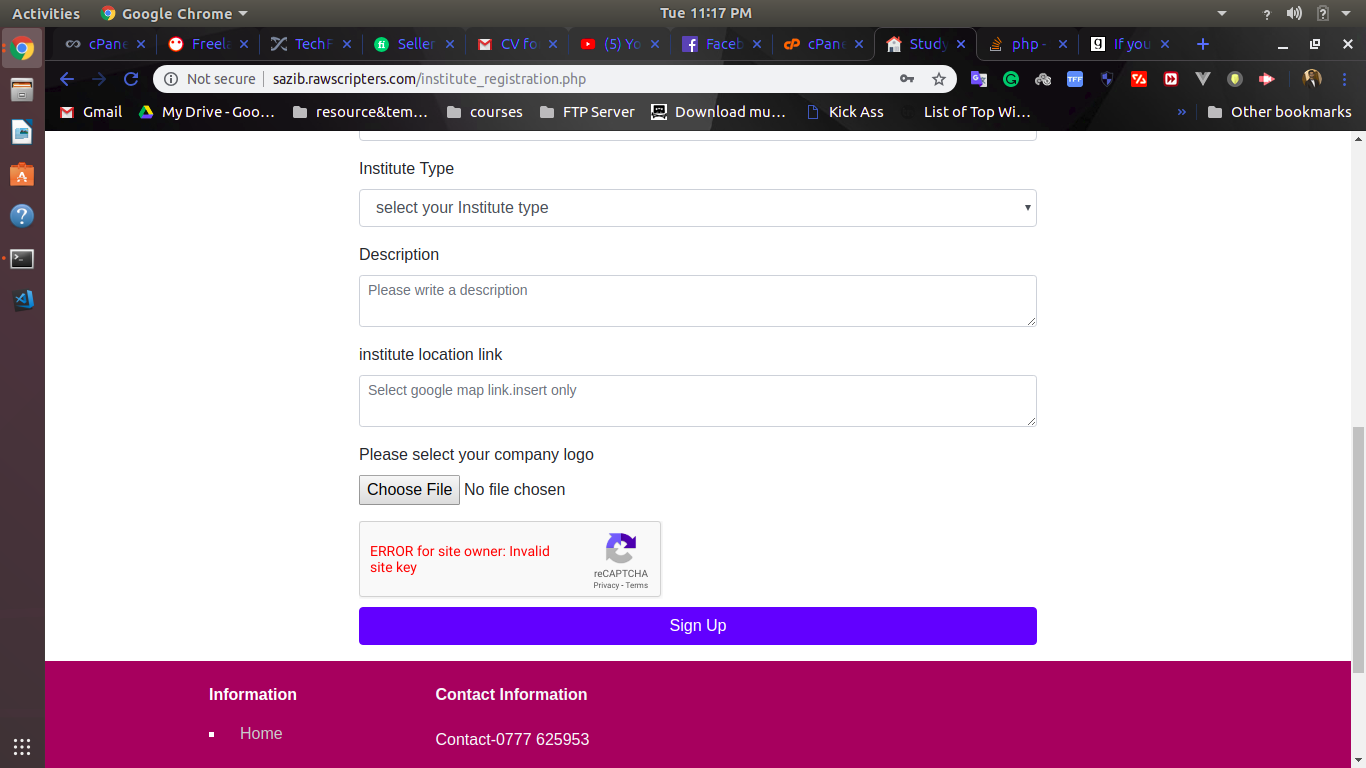 Activities
Google Chrome
Tue 11:17 PM
cPane
Freela
TechF
Seller
CV fo
(5) Yo
Faceb
cPane
Study
php -
If you
Not secure
sazib.rawscripters.com/institute_registration.php
TFF
Gmail
My Drive - Goo...
resource&tem...
courses
FTP Server
Download mu...
Kick Ass
List of Top Wi...
Other bookmarks
Institute Type
select your Institute type
Description
Please write a description
institute location link
Select google map link.insert only
Please select your company logo
Choose File No file chosen
ERROR for site owner: Invalid
site key
reCAPTCHA
Privacy - Terms
Sign Up
Information
Contact Information
Home
Contact-0777 625953